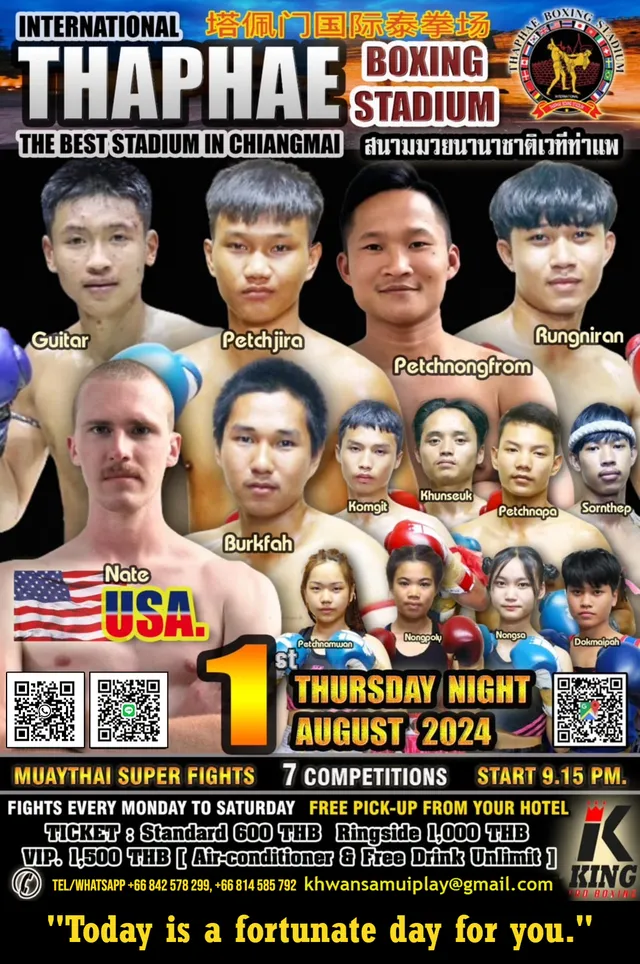 INTERNATIONAL
塔佩门国际泰拳场
THAPHAE
BOXING
STADIUM
THAPHAE BOXING STADIUM
THE BEST STADIUM IN CHIANGMAI
สนามมวยนานาชาติเวทีท่าแพ
Guitar
Petchjira
Petchnongfrom
Rungniran
Burkfah
Komgit
Khunseuk
Petchnapa
Sornthep
Nate
USA.
Petchnamwan
Nongpoly
Nongsa
Dokmaipah
1st
THURSDAY NIGHT
AUGUST 2024
MUAYTHAI SUPER FIGHTS 7 COMPETITIONS START 9.15 PM.
FIGHTS EVERY MONDAY TO SATURDAY FREE PICK-UP FROM YOUR HOTEL
TICKET : Standard 600 THB Ringside 1,000 THB
VIP. 1,500 THB [ Air-conditioner & Free Drink Unlimit ]
TEL/WHATSAPP +66 842 578 299, +66 814 585 792 khwansamuiplay@gmail.com
K
KING
PRO BOXING
"Today is a fortunate day for you."